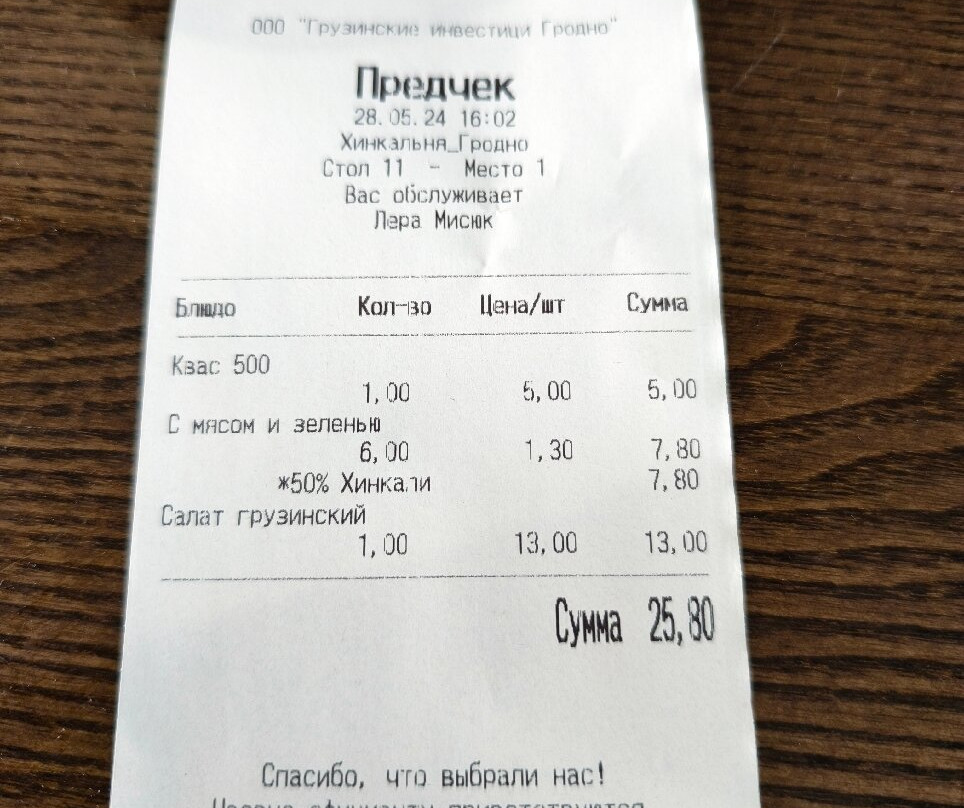 ООО "Грузинские инвестици Гродно"
Предчек
28.05.24 16:02
Хинкальня_Гродно
Стол 11 - Место 1
Вас обслуживает
Лера Мисюк
Блюдо Кол-во Цена/шт Сумма
Квас 500
1,00 5,00 5,00
С мясом и зеленью
6,00 1,30 7,80
*50% Хинкали 7,80
Салат грузинский
1,00 13,00 13,00
Сумма 25,80
Спасибо, что выбрали нас!